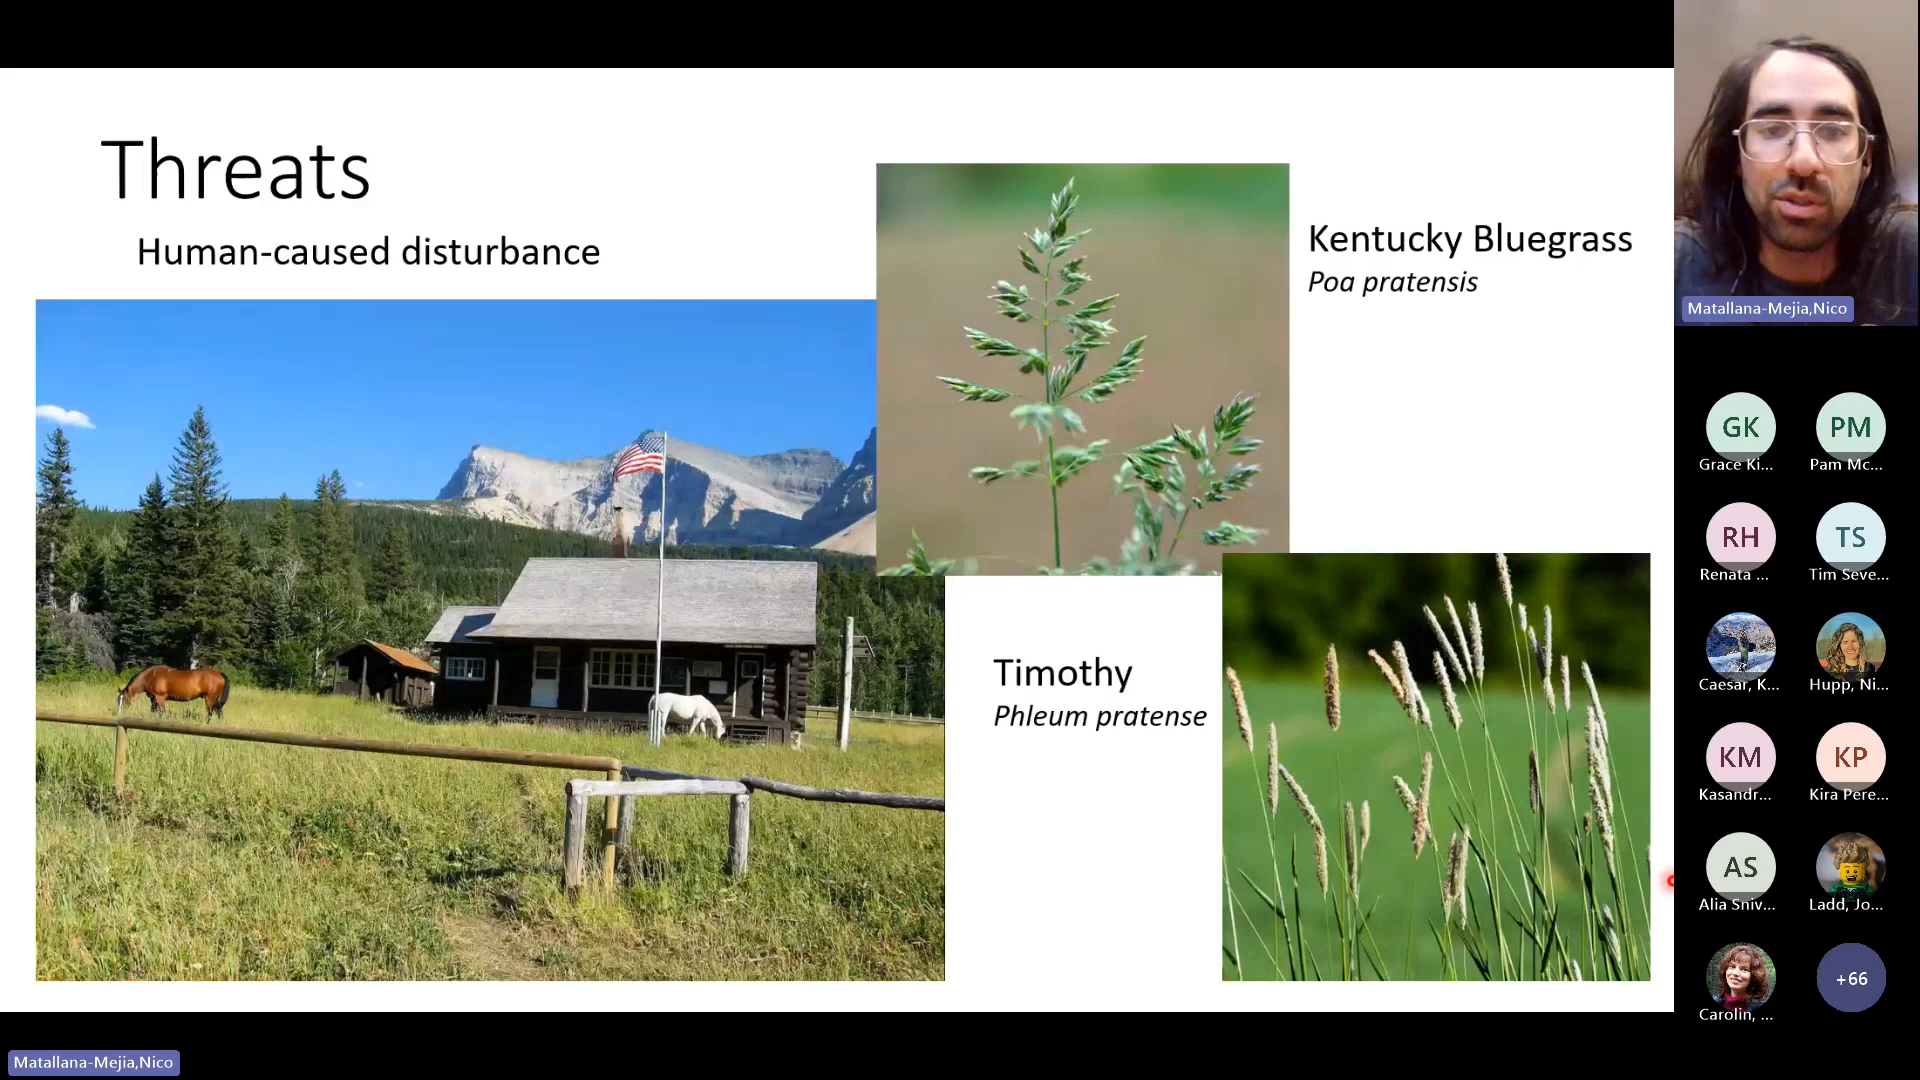 Threats
Human-caused disturbance
Kentucky Bluegrass
Poa pratensis
Timothy
Phleum pratense
Matallana-Mejia,Nico
GK
Grace Ki...
PM
Pam Mc...
RH
Renata ...
TS
Tim Seve...
Caesar, K...
Hupp, Ni...
KM
Kasandr...
KP
Kira Pere...
AS
Alia Sniv...
Ladd, Jo...
Carolin, ...
+66
Matallana-Mejia,Nico